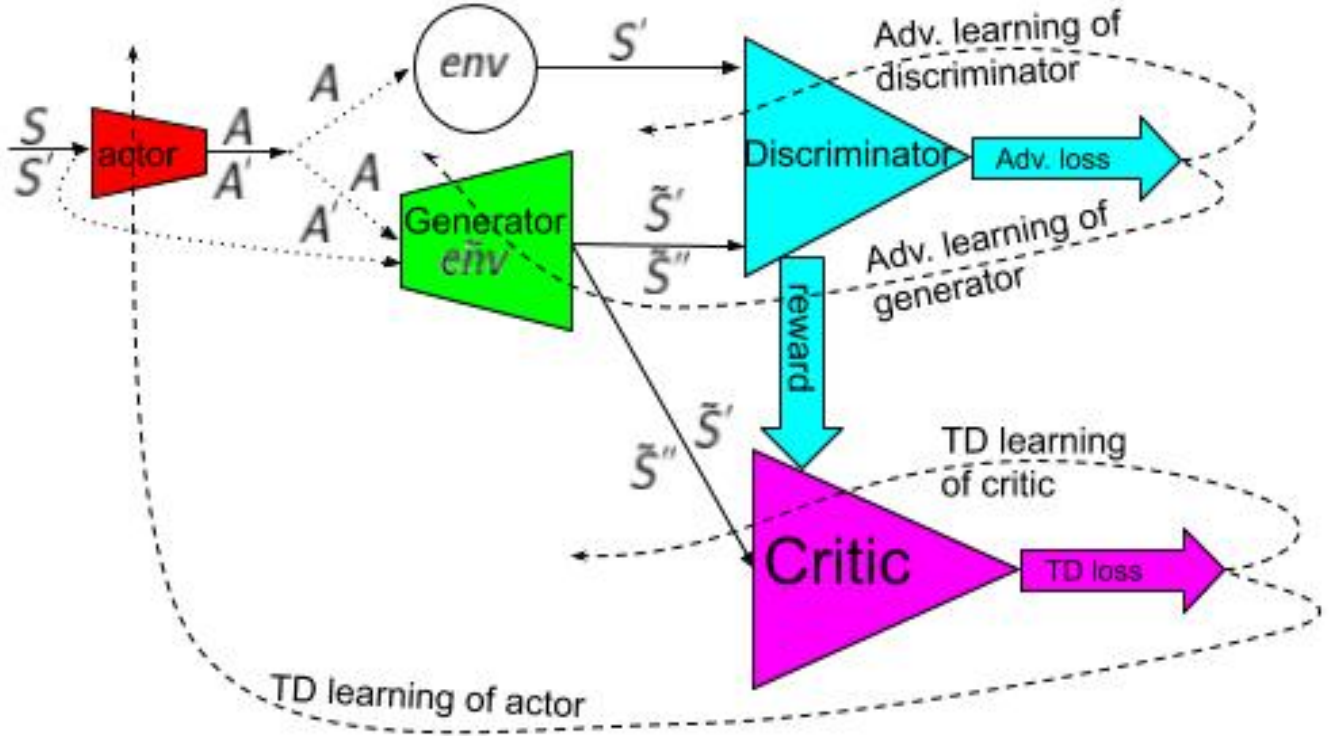 S
S′
actor
A
A′
A
env
S′
A
A′
Generator
eñv
S̃′
S̃″
Discriminator
Adv. learning of
discriminator
Adv. loss
Adv. learning of
generator
reward
S̃′
S̃″
Critic
TD learning
of critic
TD loss
TD learning of actor